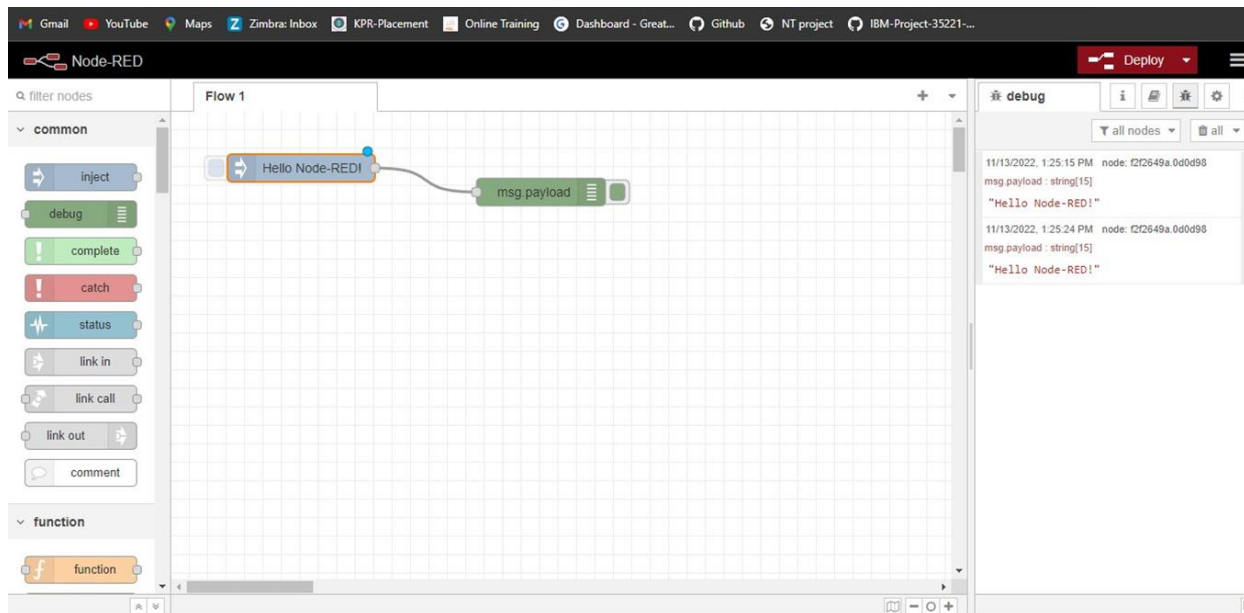 Gmail YouTube Maps Zimbra: Inbox KPR-Placement Online Training Dashboard - Great... Github NT project IBM-Project-35221-...
Node-RED
Deploy
filter nodes
Flow 1
debug
i
common
all nodes
all
inject
debug
complete
catch
status
link in
link call
link out
comment
function
function
Hello Node-RED!
msg.payload
11/13/2022, 1:25:15 PM node: f2f2649a.0d0d98
msg.payload : string[15]
"Hello Node-RED!"
11/13/2022, 1:25:24 PM node: f2f2649a.0d0d98
msg.payload : string[15]
"Hello Node-RED!"